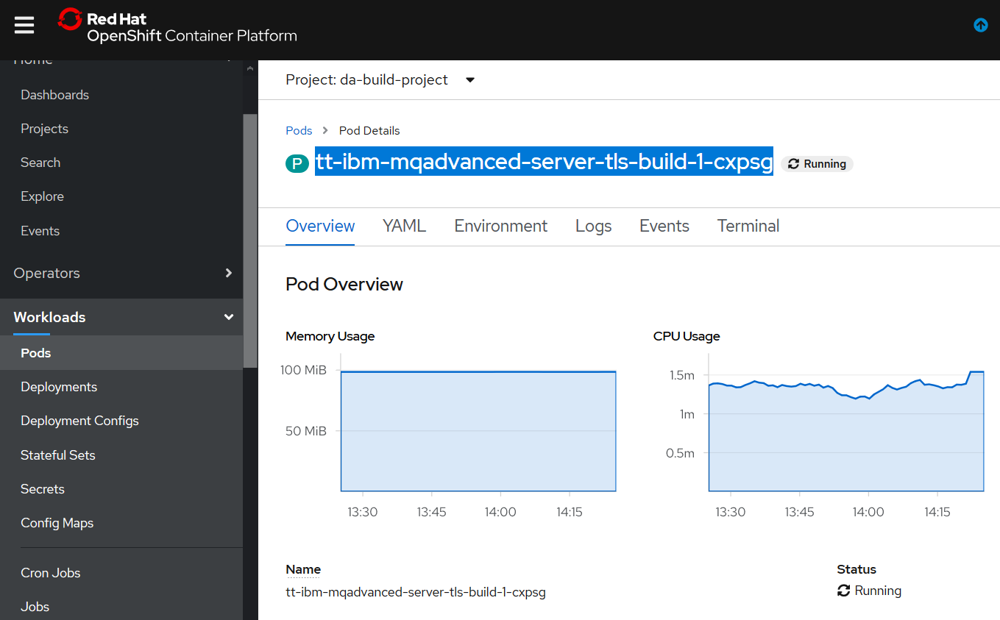 Red Hat
OpenShift Container Platform
Home
Dashboards
Projects
Search
Explore
Events
Operators
Workloads
Pods
Deployments
Deployment Configs
Stateful Sets
Secrets
Config Maps
Cron Jobs
Jobs
Project: da-build-project
Pods > Pod Details
P tt-ibm-mqadvanced-server-tls-build-1-cxpsg Running
Overview YAML Environment Logs Events Terminal
Pod Overview
Memory Usage
100 MiB
50 MiB
13:30 13:45 14:00 14:15
CPU Usage
1.5m
1m
0.5m
13:30 13:45 14:00 14:15
Name
tt-ibm-mqadvanced-server-tls-build-1-cxpsg
Status
Running